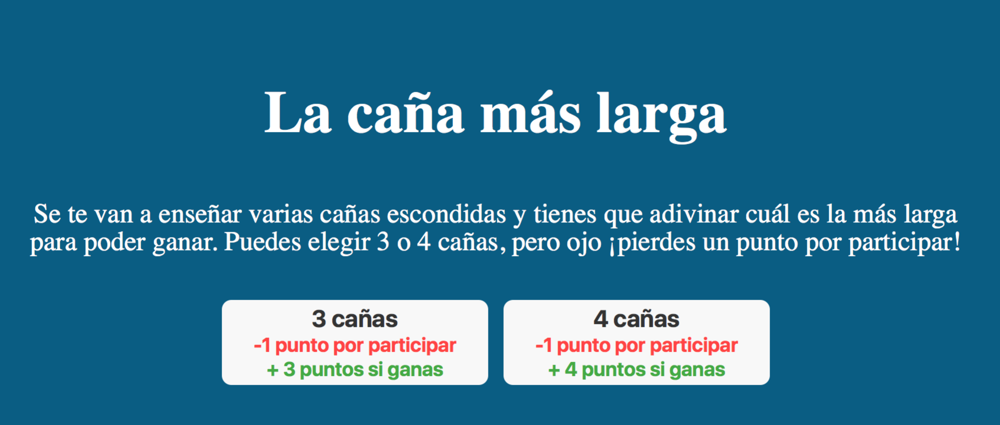 La caña más larga
Se te van a enseñar varias cañas escondidas y tienes que adivinar cuál es la más larga
para poder ganar. Puedes elegir 3 o 4 cañas, pero ojo ¡pierdes un punto por participar!
3 cañas
-1 punto por participar
+ 3 puntos si ganas
4 cañas
-1 punto por participar
+ 4 puntos si ganas